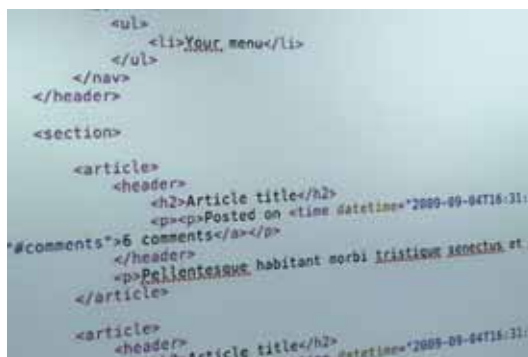 <ul>
<li>Your menu</li>
</ul>
</nav>
</header>
<section>
<article>
<header>
<h2>Article title</h2>
<p><p>Posted on <time datetime="2009-09-04T16:31:
"#comments">6 comments</a></p>
</header>
<p>Pellentesque habitant morbi tristique senectus et
</article>
<article>
<header>
Article title</h2>
<time datetime="2009-09-04T16:31: